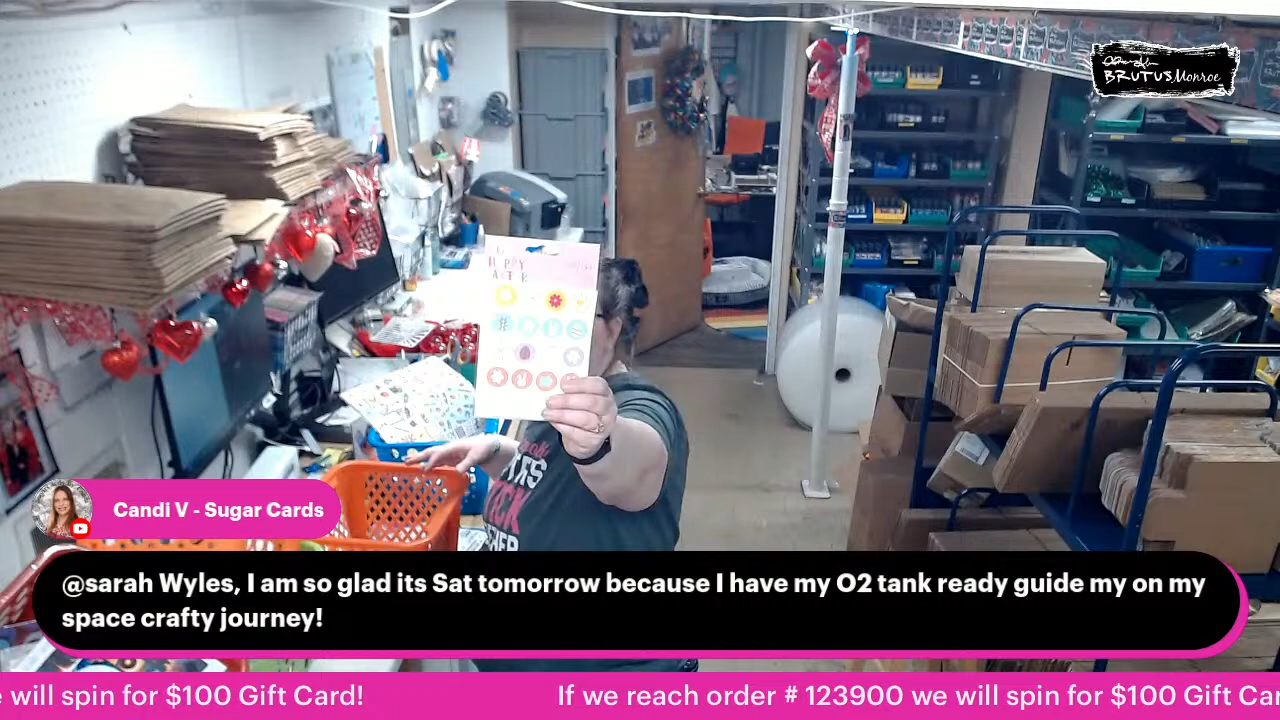 BRUTUS Monroe
HAPPY
EASTER
Candi V - Sugar Cards
@sarah Wyles, I am so glad its Sat tomorrow because I have my O2 tank ready guide my on my
space crafty journey!
will spin for $100 Gift Card!
If we reach order # 123900 we will spin for $100 Gift Car